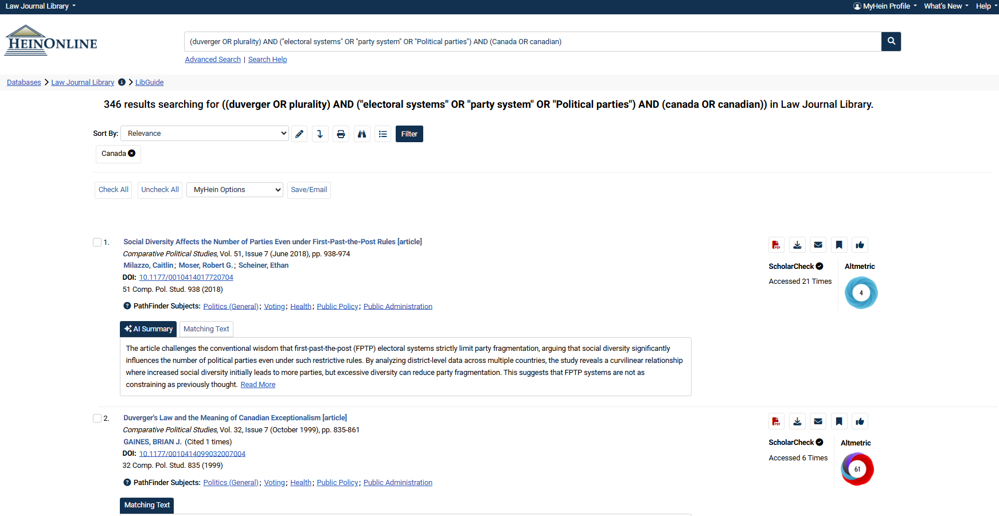 Law Journal Library
MyHein Profile What's New Help
HEINONLINE
(duverger OR plurality) AND ("electoral systems" OR "party system" OR "Political parties") AND (Canada OR canadian)
Advanced Search | Search Help
Databases Law Journal Library LibGuide
346 results searching for ((duverger OR plurality) AND ("electoral systems" OR "party system" OR "Political parties") AND (canada OR canadian)) in Law Journal Library.
Sort By: Relevance Filter
Canada
Check All Uncheck All MyHein Options Save/Email
1. Social Diversity Affects the Number of Parties Even under First-Past-the-Post Rules [article]
Comparative Political Studies, Vol. 51, Issue 7 (June 2018), pp. 938-974
Milazzo, Caitlin; Moser, Robert G.; Scheiner, Ethan
DOI: 10.1177/0010414017720704
51 Comp. Pol. Stud. 938 (2018)
PathFinder Subjects: Politics (General); Voting; Health; Public Policy; Public Administration
PDF
ScholarCheck Altmetric
Accessed 21 Times
4
AI Summary Matching Text
The article challenges the conventional wisdom that first-past-the-post (FPTP) electoral systems strictly limit party fragmentation, arguing that social diversity significantly
influences the number of political parties even under such restrictive rules. By analyzing district-level data across multiple countries, the study reveals a curvilinear relationship
where increased social diversity initially leads to more parties, but excessive diversity can reduce party fragmentation. This suggests that FPTP systems are not as
constraining as previously thought. Read More
2. Duverger's Law and the Meaning of Canadian Exceptionalism [article]
Comparative Political Studies, Vol. 32, Issue 7 (October 1999), pp. 835-861
GAINES, BRIAN J. (Cited 1 times)
DOI: 10.1177/0010414099032007004
32 Comp. Pol. Stud. 835 (1999)
PathFinder Subjects: Politics (General); Voting; Health; Public Policy; Public Administration
PDF
ScholarCheck Altmetric
Accessed 6 Times
61
Matching Text